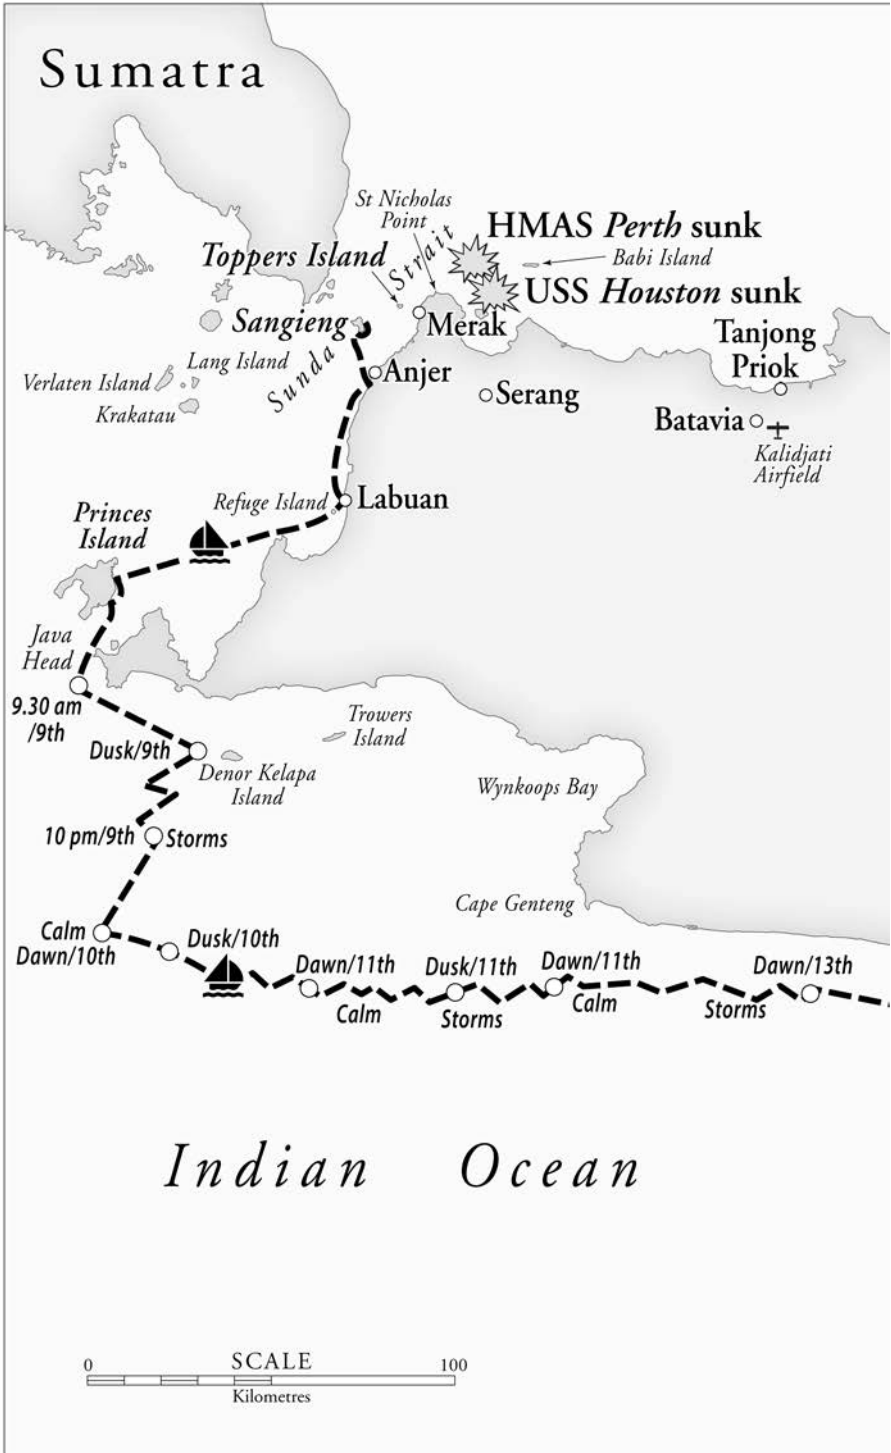 Sumatra
St Nicholas
Point
HMAS Perth sunk
Babi Island
Toppers Island
Strait
USS Houston sunk
Sangieng
Merak
Tanjong
Priok
Lang Island
Sunda
Verlaten Island
Anjer
Krakatau
Serang
Batavia
Kalidjati
Airfield
Refuge Island
Labuan
Princes
Island
Java
Head
9.30 am
/9th
Trowers
Island
Dusk/9th
Denor Kelapa
Island
Wynkoops Bay
10 pm/9th
Storms
Cape Genteng
Calm
Dawn/10th
Dusk/10th
Dawn/11th
Calm
Dusk/11th
Storms
Dawn/11th
Calm
Storms
Dawn/13th
Indian Ocean
0 SCALE 100
Kilometres